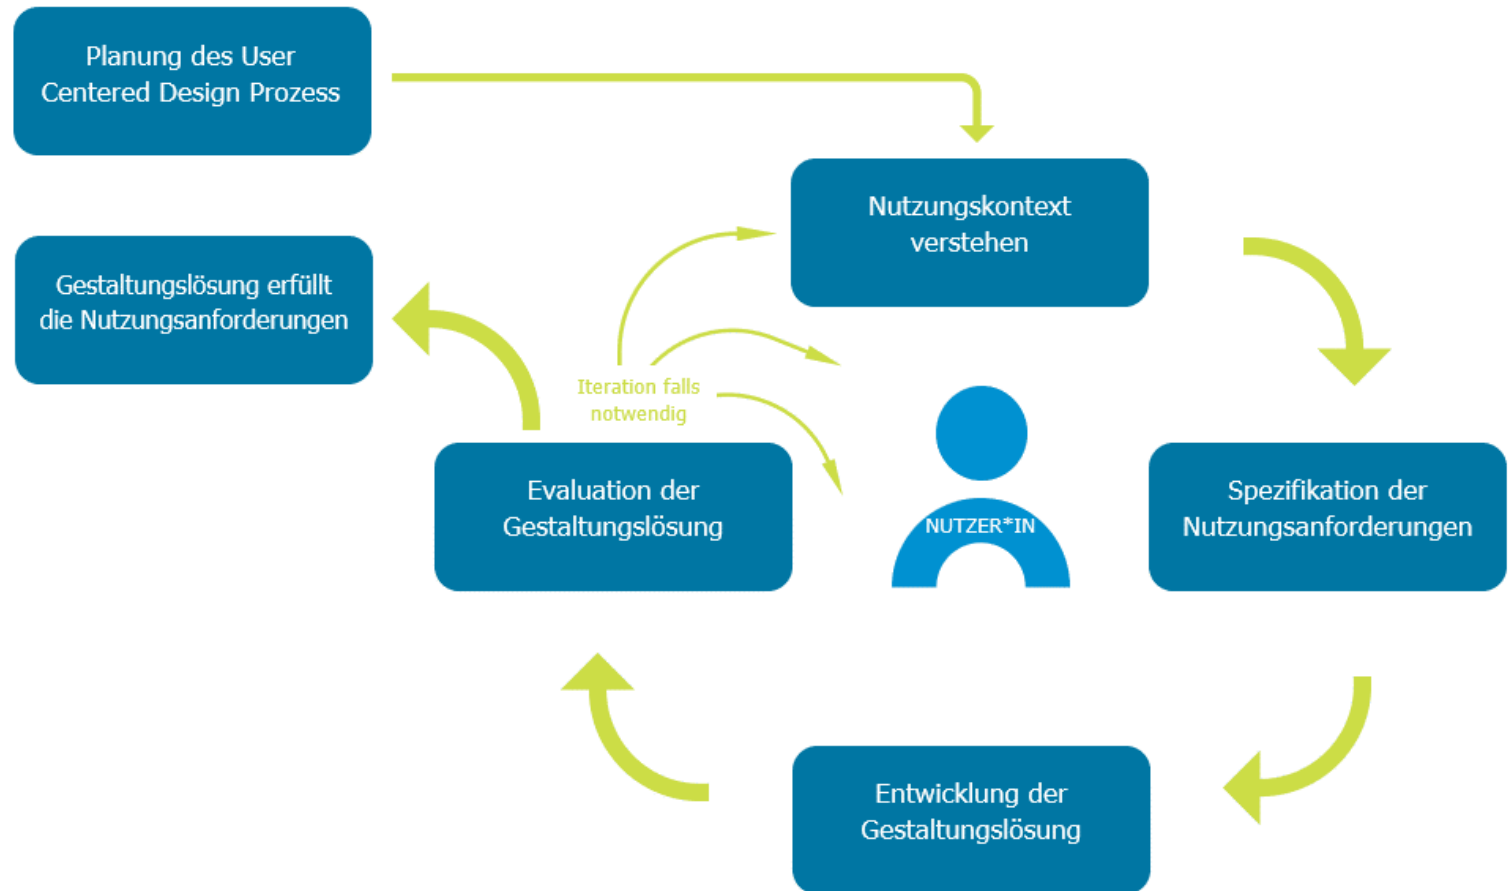 Planung des User
Centered Design Prozess
Nutzungskontext
verstehen
Gestaltungslösung erfüllt
die Nutzungsanforderungen
Iteration falls
notwendig
Evaluation der
Gestaltungslösung
NUTZER*IN
Spezifikation der
Nutzungsanforderungen
Entwicklung der
Gestaltungslösung